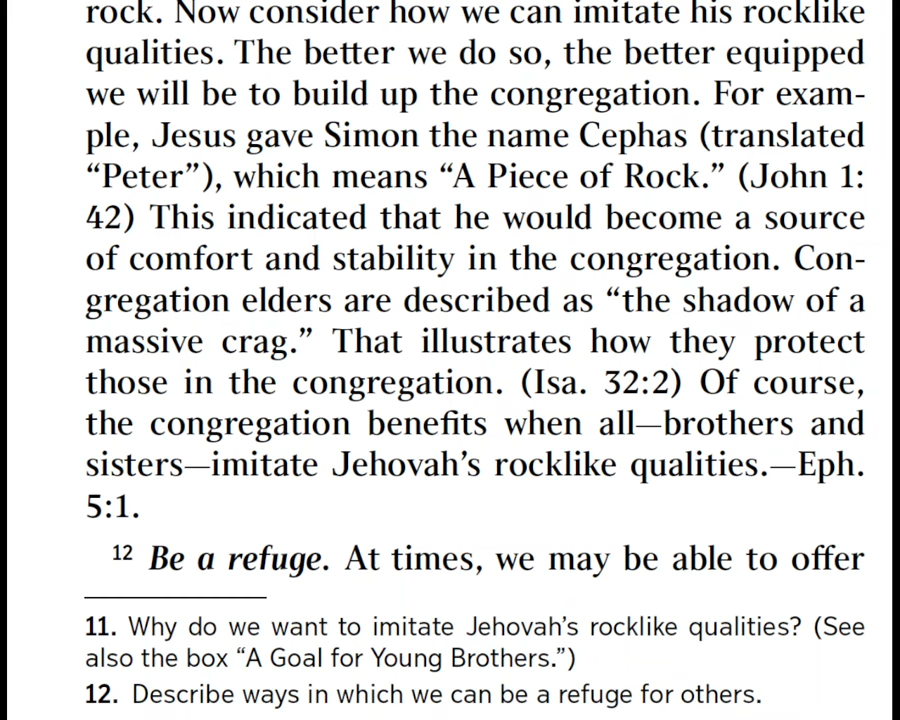 rock. Now consider how we can imitate his rocklike
qualities. The better we do so, the better equipped
we will be to build up the congregation. For exam-
ple, Jesus gave Simon the name Cephas (translated
“Peter”), which means “A Piece of Rock.” (John 1:
42) This indicated that he would become a source
of comfort and stability in the congregation. Con-
gregation elders are described as “the shadow of a
massive crag.” That illustrates how they protect
those in the congregation. (Isa. 32:2) Of course,
the congregation benefits when all—brothers and
sisters—imitate Jehovah’s rocklike qualities.—Eph.
5:1.
12 Be a refuge. At times, we may be able to offer
11. Why do we want to imitate Jehovah’s rocklike qualities? (See
also the box “A Goal for Young Brothers.”)
12. Describe ways in which we can be a refuge for others.